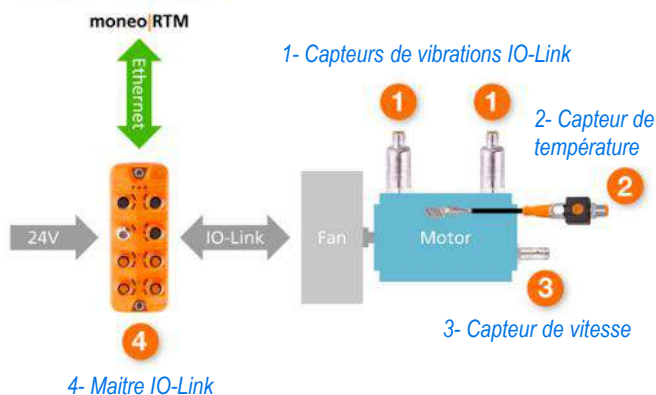 moneo|RTM
Ethernet
1- Capteurs de vibrations IO-Link
1
1
2- Capteur de
température
2
24V
IO-Link
Fan
Motor
3
3- Capteur de vitesse
4
4- Maitre IO-Link